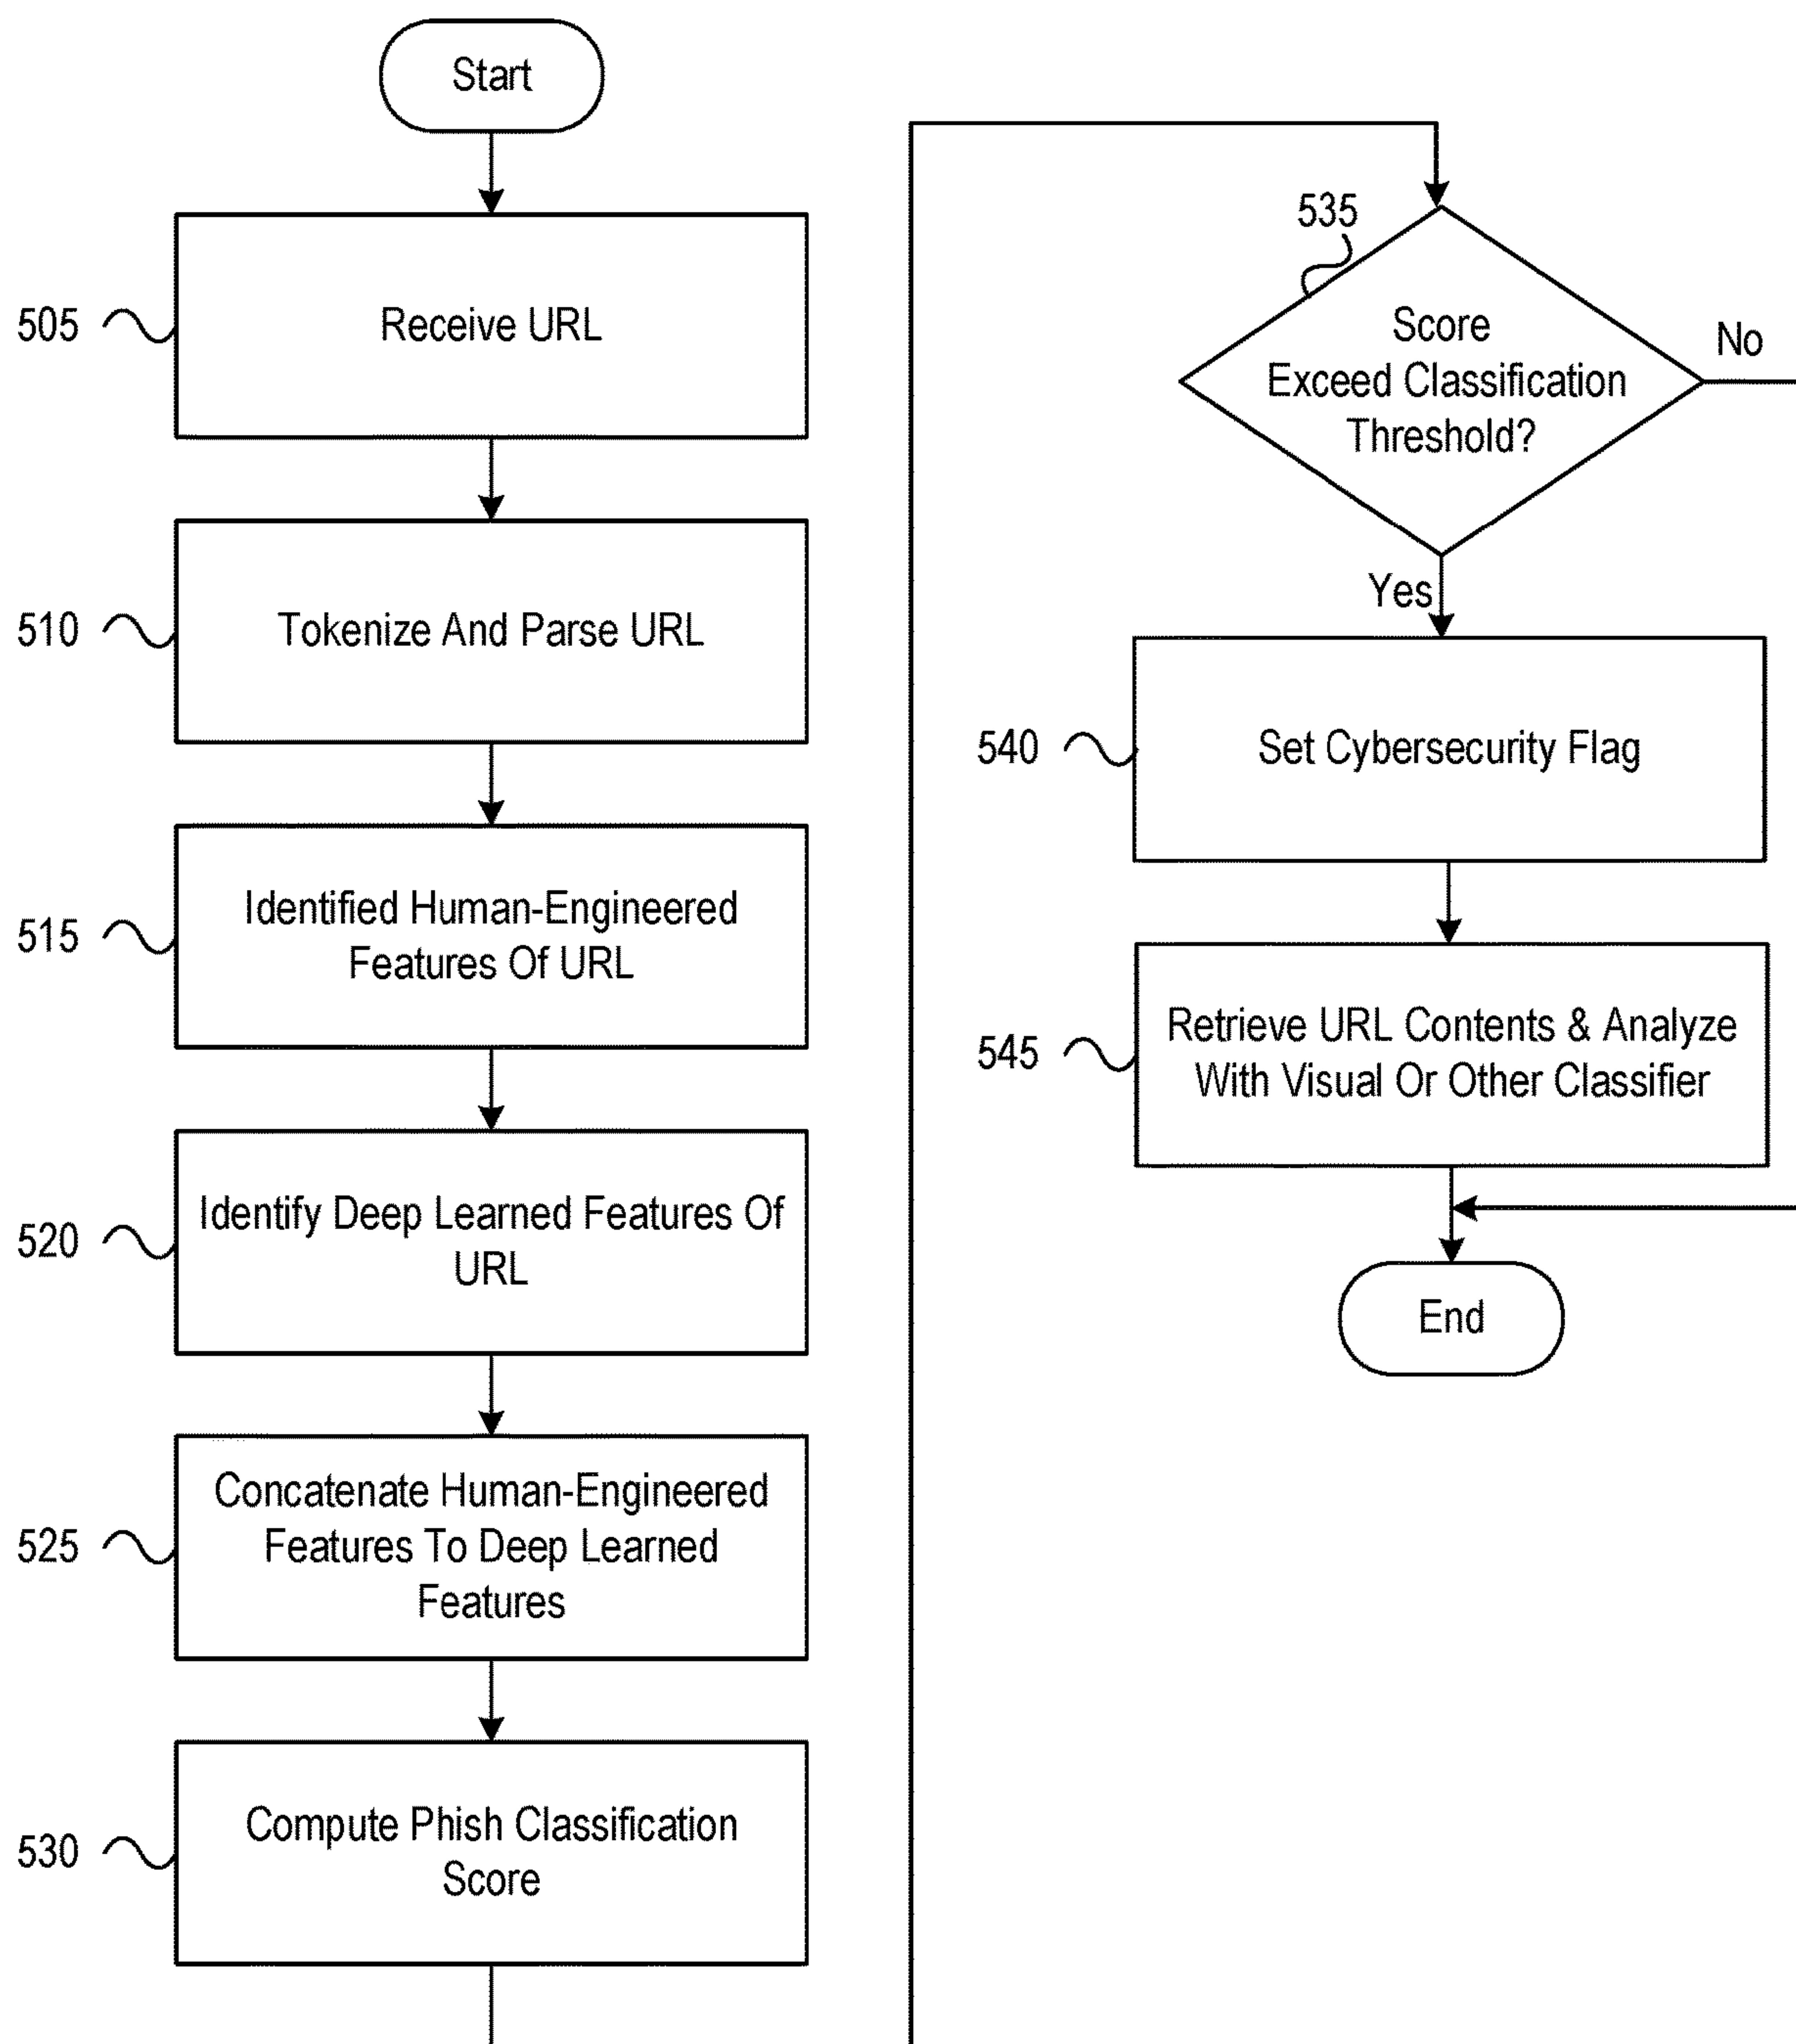 Start
505
Receive URL
510
Tokenize And Parse URL
515
Identified Human-Engineered
Features Of URL
520
Identify Deep Learned Features Of
URL
525
Concatenate Human-Engineered
Features To Deep Learned
Features
530
Compute Phish Classification
Score
535
Score
Exceed Classification
Threshold?
No
Yes
540
Set Cybersecurity Flag
545
Retrieve URL Contents & Analyze
With Visual Or Other Classifier
End